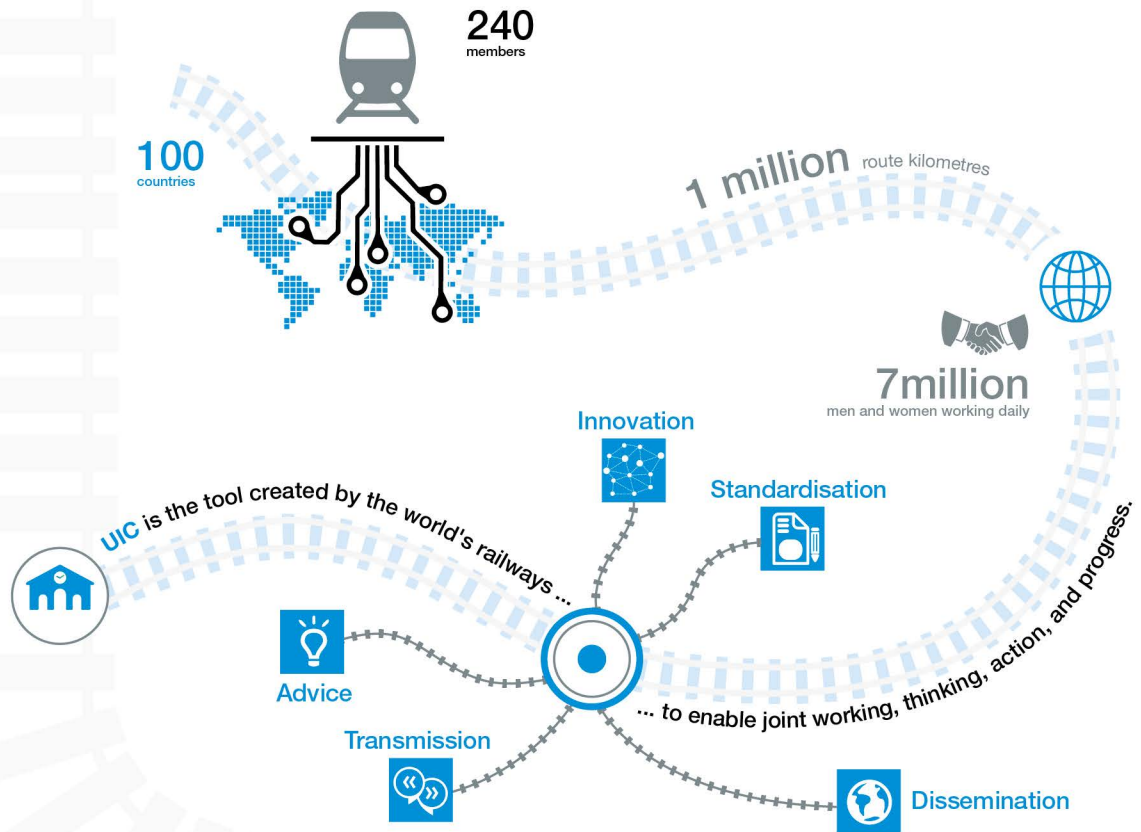 240
members
100
countries
1 million route kilometres
7million
men and women working daily
Innovation
Standardisation
UIC is the tool created by the world's railways ...
... to enable joint working, thinking, action, and progress.
Advice
Transmission
«
»
Dissemination